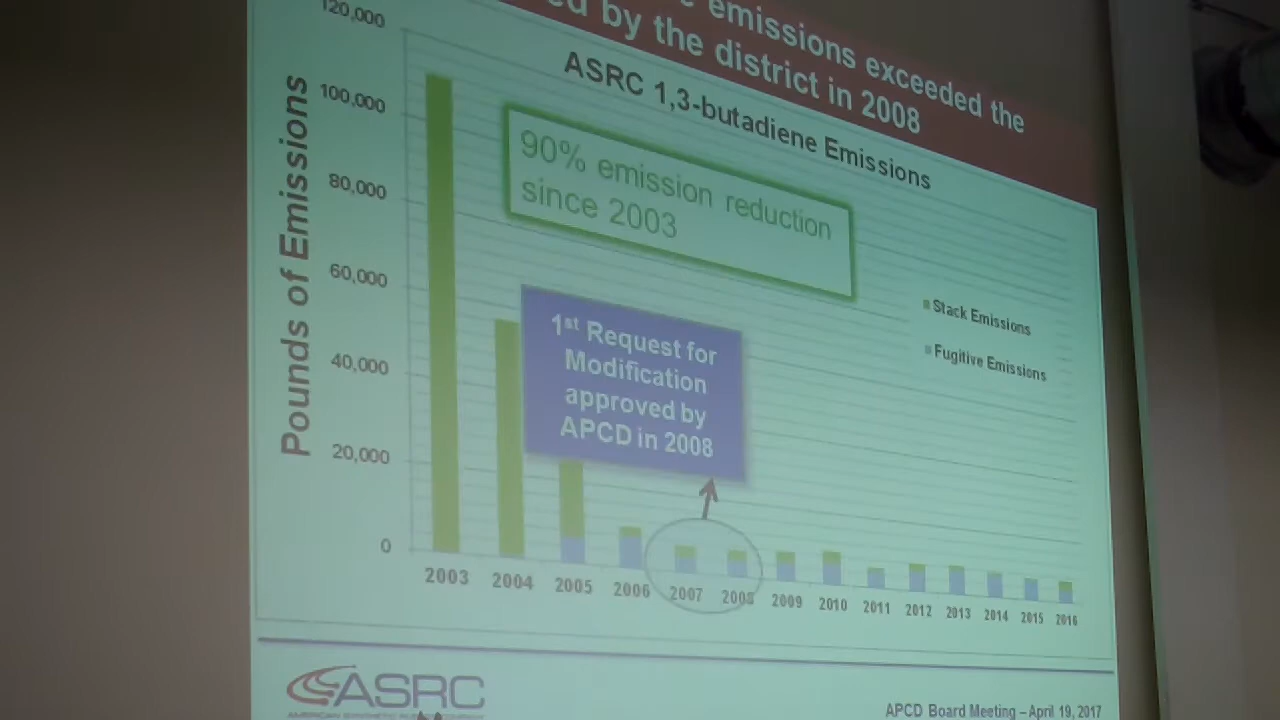 emissions exceeded the
by the district in 2008
ASRC 1,3-butadiene Emissions
120,000
100,000
80,000
60,000
40,000
20,000
0
Pounds of Emissions
90% emission reduction
since 2003
1st Request for
Modification
approved by
APCD in 2008
Stack Emissions
Fugitive Emissions
2003 2004 2005 2006 2007 2008 2009 2010 2011 2012 2013 2014 2015 2016
ASRC
APCD Board Meeting – April 19, 2017